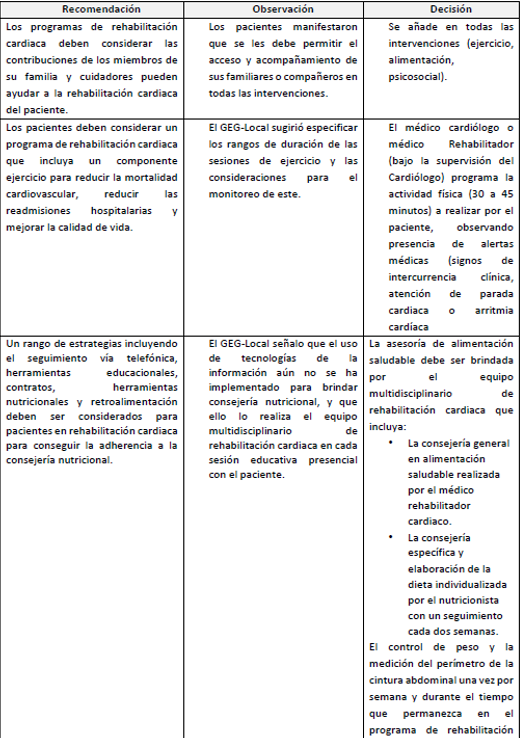 Recomendación
Observación
Decisión
Los programas de rehabilitación
cardiaca deben considerar las
contribuciones de los miembros de
su familia y cuidadores pueden
ayudar a la rehabilitación cardiaca
del paciente.
Los pacientes manifestaron
que se les debe permitir el
acceso y acompañamiento de
sus familiares o compañeros en
todas las intervenciones.
Se añade en todas las
intervenciones (ejercicio,
alimentación,
psicosocial).
Los pacientes deben considerar un
programa de rehabilitación cardiaca
que incluya un componente
ejercicio para reducir la mortalidad
cardiovascular, reducir las
readmisiones hospitalarias y
mejorar la calidad de vida.
El GEG-Local sugirió especificar
los rangos de duración de las
sesiones de ejercicio y las
consideraciones para el
monitoreo de este.
El médico cardiólogo o
médico Rehabilitador
(bajo la supervisión del
Cardiólogo) programa la
actividad física (30 a 45
minutos) a realizar por el
paciente, observando
presencia de alertas
médicas (signos de
intercurrencia clínica,
atención de parada
cardiaca o arritmia
cardíaca
Un rango de estrategias incluyendo
el seguimiento vía telefónica,
herramientas educacionales,
contratos, herramientas
nutricionales y retroalimentación
deben ser considerados para
pacientes en rehabilitación cardiaca
para conseguir la adherencia a la
consejería nutricional.
El GEG-Local señalo que el uso
de tecnologías de la
información aún no se ha
implementado para brindar
consejería nutricional, y que
ello lo realiza el equipo
multidisciplinario de
rehabilitación cardiaca en cada
sesión educativa presencial
con el paciente.
La asesoría de alimentación
saludable debe ser brindada
por el equipo
multidisciplinario de
rehabilitación cardiaca que
incluya:
• La consejería general
en alimentación
saludable realizada
por el médico
rehabilitador
cardiaco.
• La consejería
específica y
elaboración de la
dieta individualizada
por el nutricionista
con un seguimiento
cada dos semanas.
El control de peso y la
medición del perímetro de la
cintura abdominal una vez por
semana y durante el tiempo
que permanezca en el
programa de rehabilitación